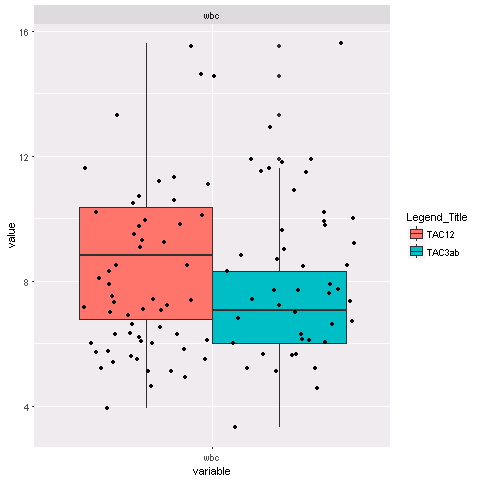 wbc
16
12
8
4
value
wbc
variable
Legend_Title
TAC12
TAC3ab